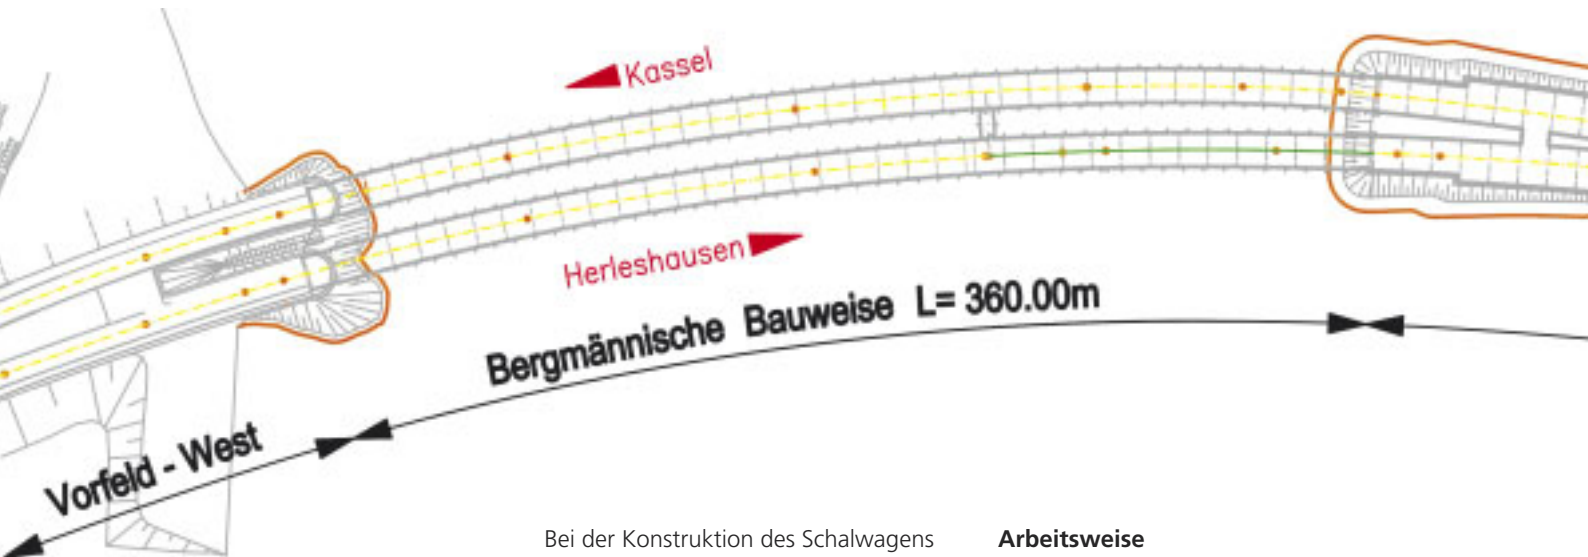 Kassel
Herleshausen
Bergmännische Bauweise L= 360.00m
Vorfeld - West
Bei der Konstruktion des Schalwagens
Arbeitsweise